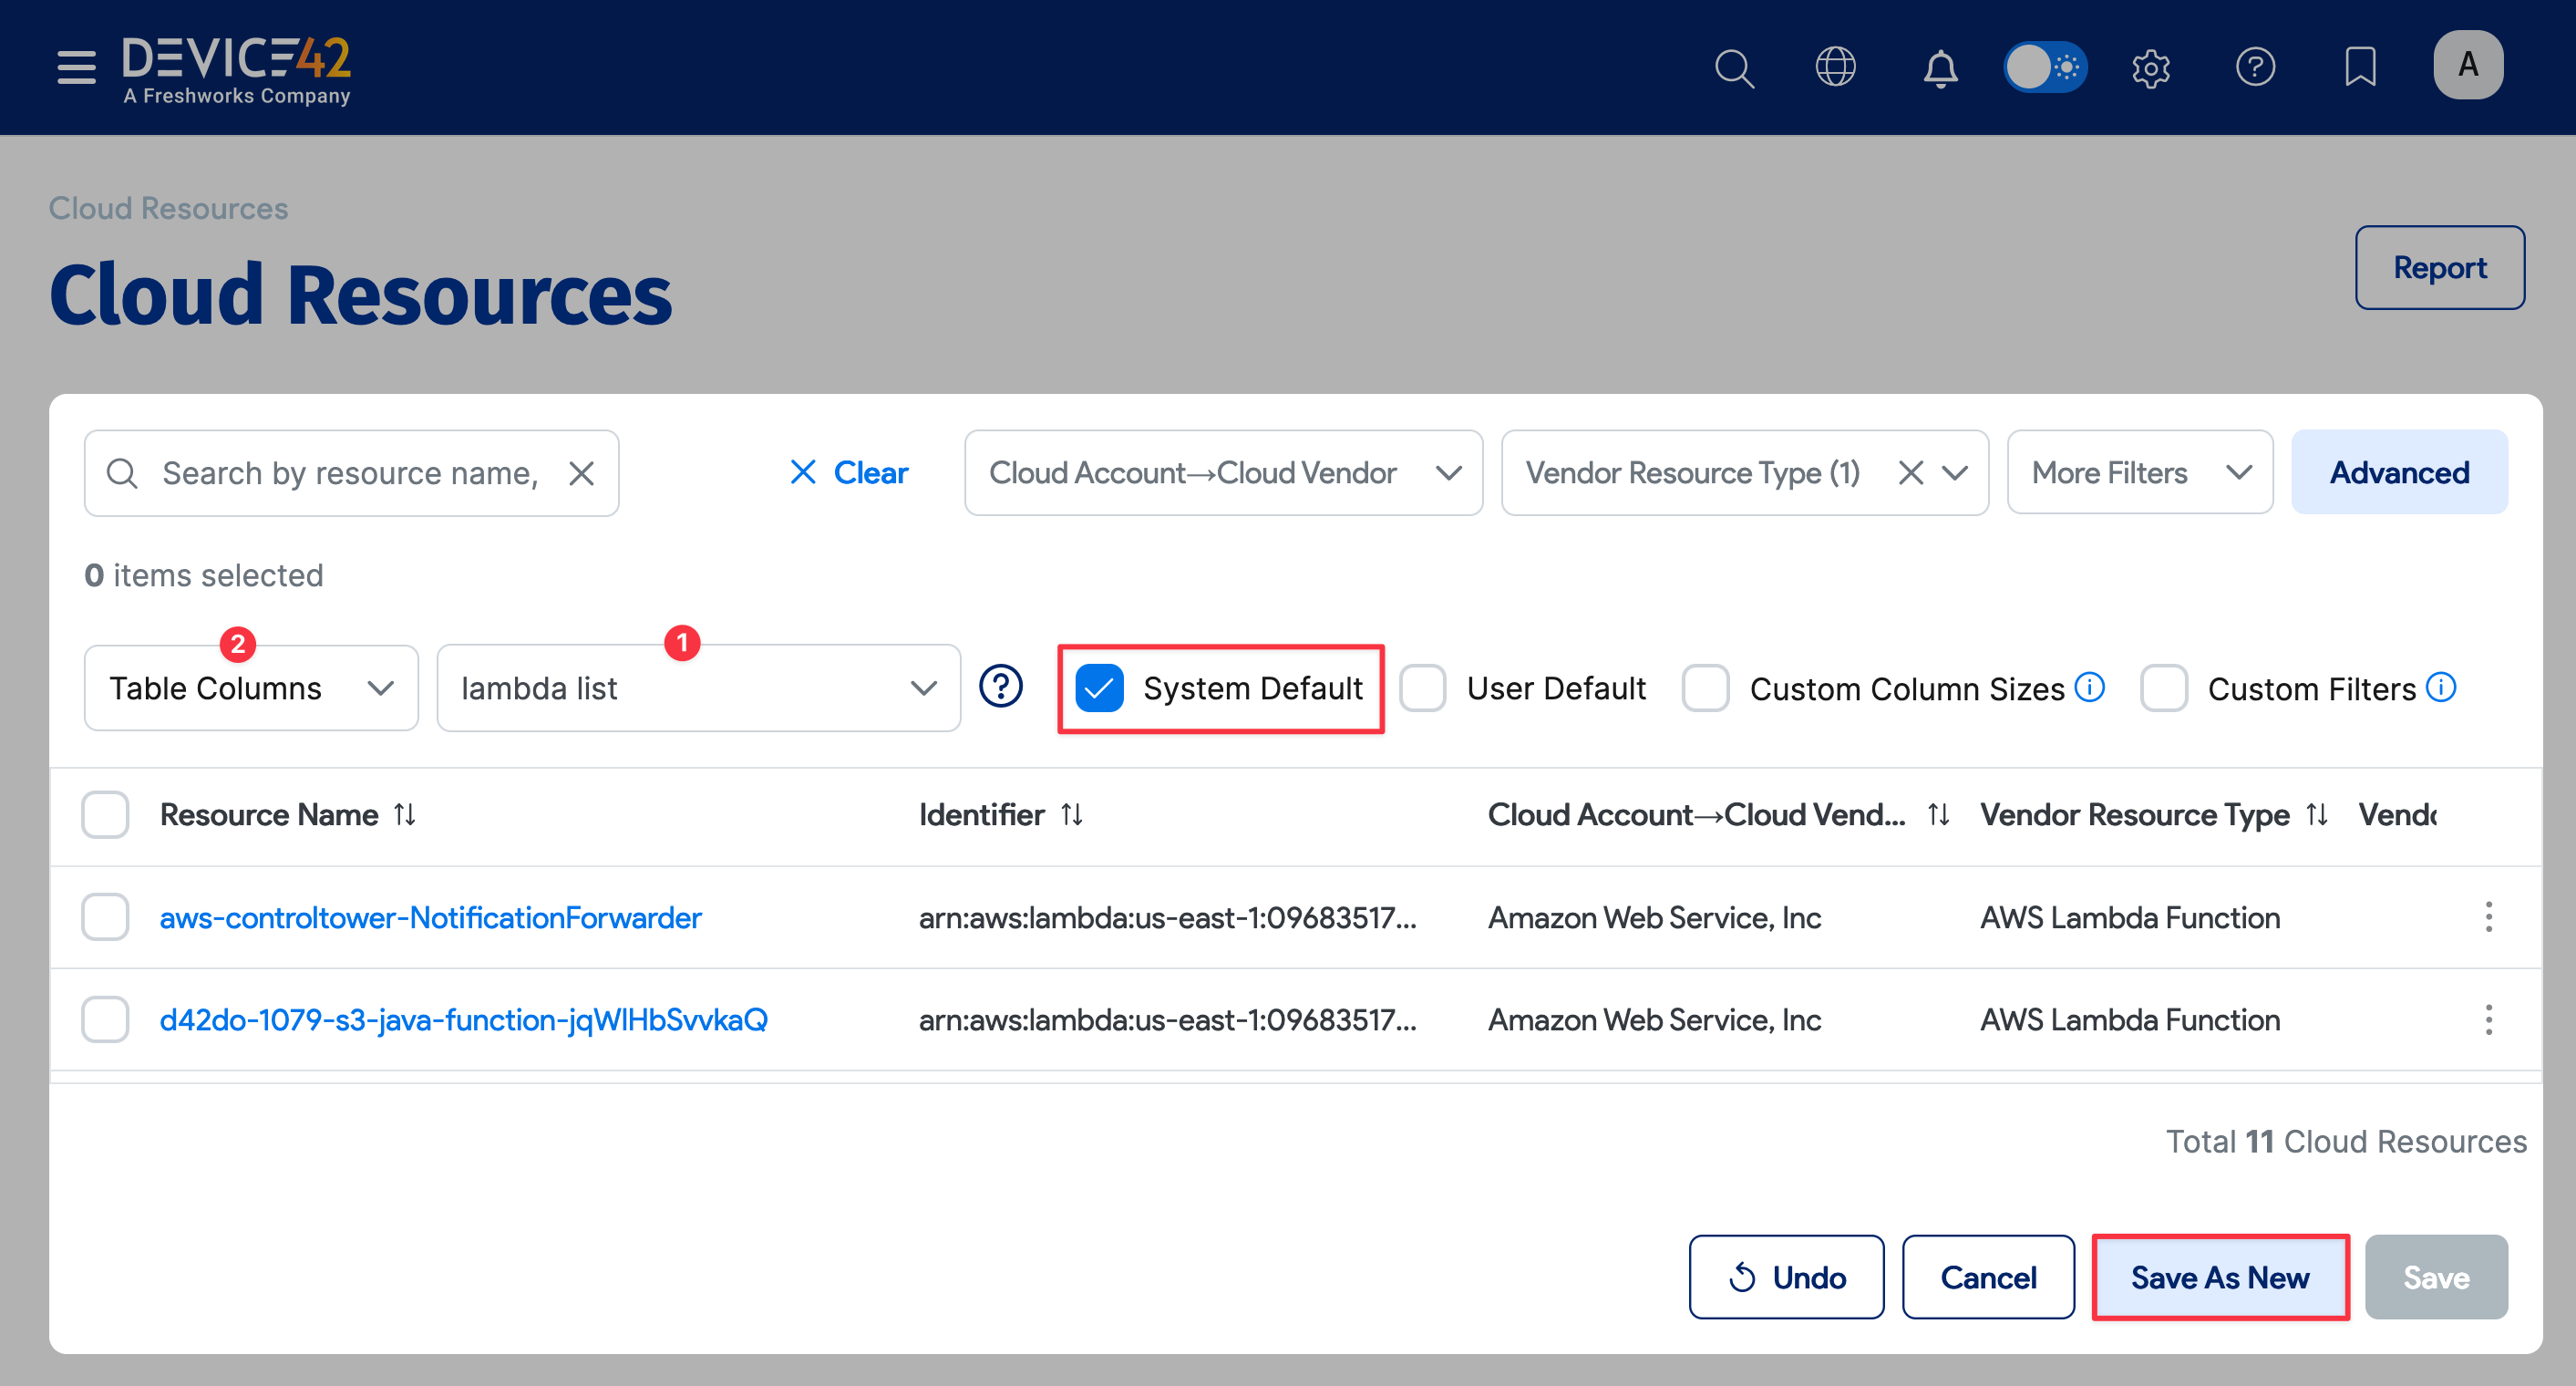 DEVICE42
A Freshworks Company
A
Cloud Resources
Cloud Resources
Report
Search by resource name,
Clear
Cloud Account→Cloud Vendor
Vendor Resource Type (1)
More Filters
Advanced
0 items selected
2
1
Table Columns
lambda list
System Default
User Default
Custom Column Sizes
Custom Filters
Resource Name
Identifier
Cloud Account→Cloud Vend...
Vendor Resource Type
Vend
aws-controltower-NotificationForwarder
arn:aws:lambda:us-east-1:09683517...
Amazon Web Service, Inc
AWS Lambda Function
d42do-1079-s3-java-function-jqWlHbSvvkaQ
arn:aws:lambda:us-east-1:09683517...
Amazon Web Service, Inc
AWS Lambda Function
Total 11 Cloud Resources
Undo
Cancel
Save As New
Save